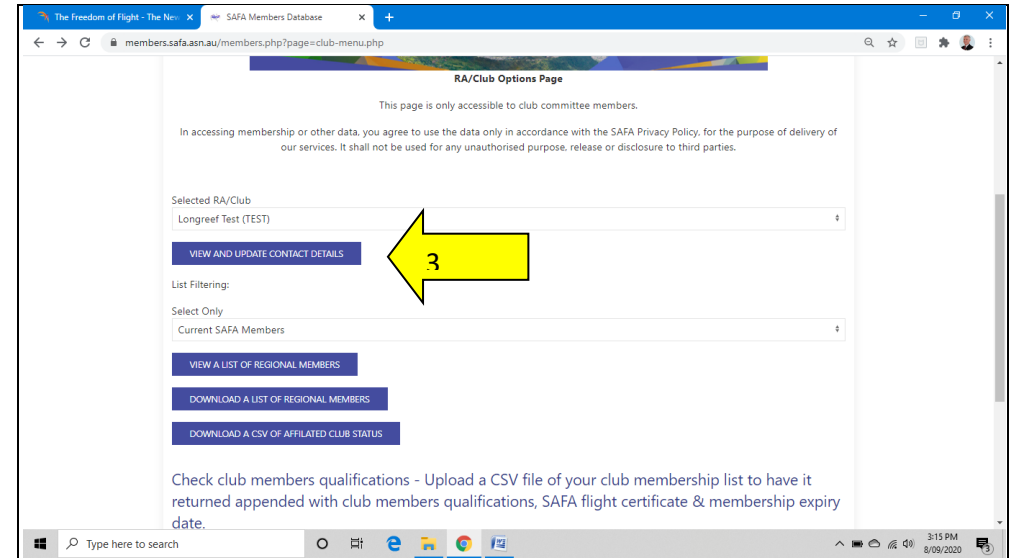 The Freedom of Flight - The New
SAFA Members Database
members.safa.asn.au/members.php?page=club-menu.php
RA/Club Options Page
This page is only accessible to club committee members.
In accessing membership or other data, you agree to use the data only in accordance with the SAFA Privacy Policy, for the purpose of delivery of
our services. It shall not be used for any unauthorised purpose, release or disclosure to third parties.
Selected RA/Club
Longreef Test (TEST)
VIEW AND UPDATE CONTACT DETAILS
3
List Filtering:
Select Only
Current SAFA Members
VIEW A LIST OF REGIONAL MEMBERS
DOWNLOAD A LIST OF REGIONAL MEMBERS
DOWNLOAD A CSV OF AFFILATED CLUB STATUS
Check club members qualifications - Upload a CSV file of your club membership list to have it
returned appended with club members qualifications, SAFA flight certificate & membership expiry
date.
Type here to search
3:15 PM
8/09/2020
3